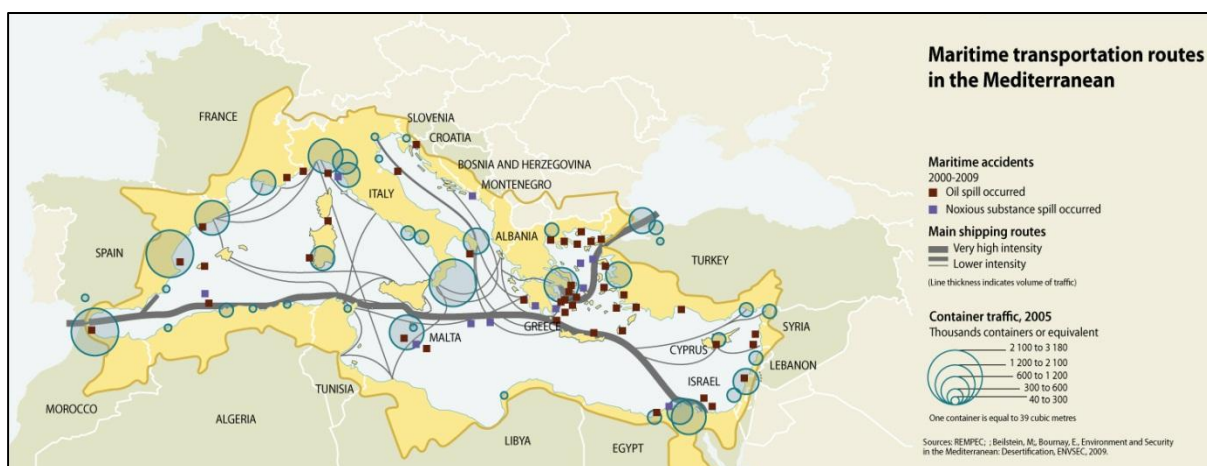 Maritime transportation routes
in the Mediterranean
Maritime accidents
2000-2009
Oil spill occurred
Noxious substance spill occurred
Main shipping routes
Very high intensity
Lower intensity
(Line thickness indicates volume of traffic)
Container traffic, 2005
Thousands containers or equivalent
2 100 to 3 180
1 200 to 2 100
600 to 1 200
300 to 600
40 to 300
One container is equal to 39 cubic metres
Sources: REMPEC; ; Beilstein, M.; Bournay, E., Environment and Security
in the Mediterranean: Desertification, ENVSEC, 2009.
FRANCE
SLOVENIA
CROATIA
BOSNIA AND HERZEGOVINA
MONTENEGRO
ITALY
ALBANIA
SPAIN
TURKEY
GREECE
MALTA
SYRIA
CYPRUS
LEBANON
TUNISIA
ISRAEL
MOROCCO
ALGERIA
LIBYA
EGYPT